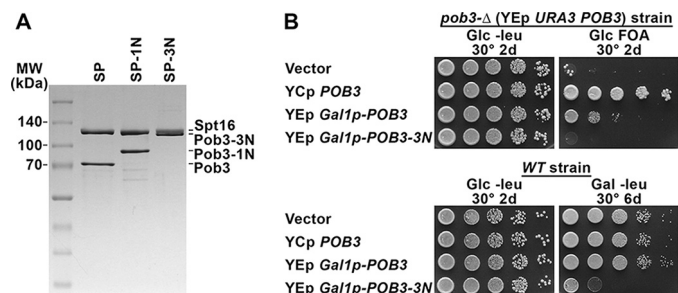 A
MW
(kDa)
SP
SP-1N
SP-3N
140-
100-
70-
Spt16
Pob3-3N
Pob3-1N
Pob3
B
pob3-Δ (YEp URA3 POB3) strain
Glc -leu
30° 2d
Glc FOA
30° 2d
Vector
YCp POB3
YEp Gal1p-POB3
YEp Gal1p-POB3-3N
WT strain
Glc -leu
30° 2d
Gal -leu
30° 6d
Vector
YCp POB3
YEp Gal1p-POB3
YEp Gal1p-POB3-3N